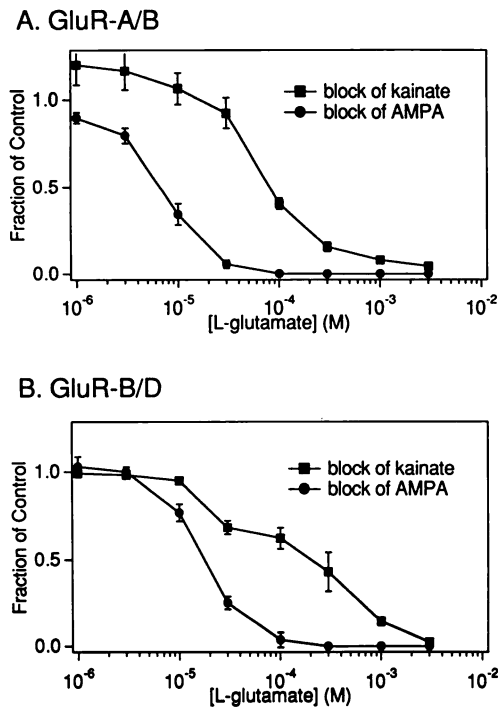 A. GluR-A/B
Fraction of Control
1.0
0.5
0.0
block of kainate
block of AMPA
10-6
10-5
10-4
10-3
10-2
[L-glutamate] (M)
B. GluR-B/D
Fraction of Control
1.0
0.5
0.0
block of kainate
block of AMPA
10-6
10-5
10-4
10-3
10-2
[L-glutamate] (M)